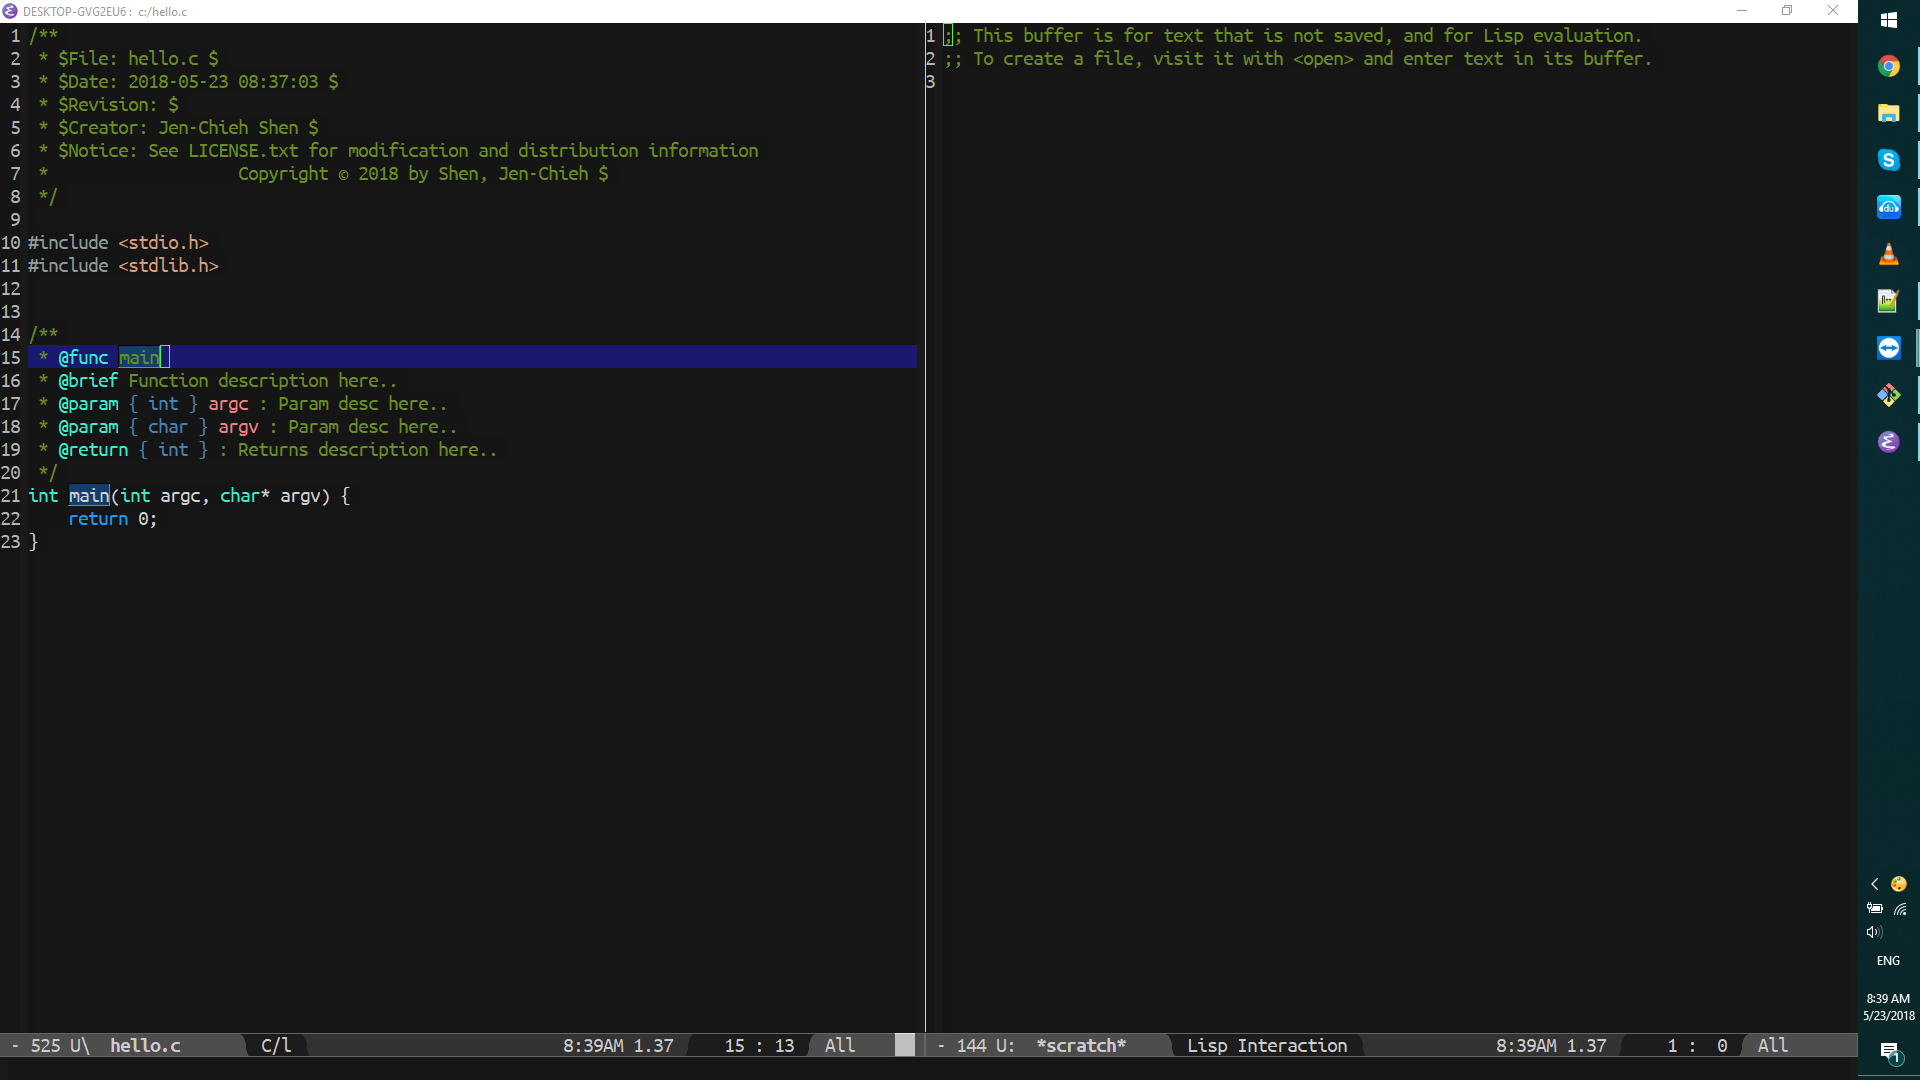 DESKTOP-GVG2EU6: c:/hello.c
1 /**
2  * $File: hello.c $
3  * $Date: 2018-05-23 08:37:03 $
4  * $Revision: $
5  * $Creator: Jen-Chieh Shen $
6  * $Notice: See LICENSE.txt for modification and distribution information
7  *                   Copyright © 2018 by Shen, Jen-Chieh $
8  */
9
10 #include <stdio.h>
11 #include <stdlib.h>
12
13
14 /**
15  * @func main
16  * @brief Function description here..
17  * @param { int } argc : Param desc here..
18  * @param { char } argv : Param desc here..
19  * @return { int } : Returns description here..
20  */
21 int main(int argc, char* argv) {
22     return 0;
23 }
- 525 U\  hello.c  C/l  8:39AM 1.37  15 : 13  All
1 ;; This buffer is for text that is not saved, and for Lisp evaluation.
2 ;; To create a file, visit it with <open> and enter text in its buffer.
3
- 144 U:  *scratch*  Lisp Interaction  8:39AM 1.37  1 :  0  All
S
du
ENG
8:39 AM
5/23/2018
1